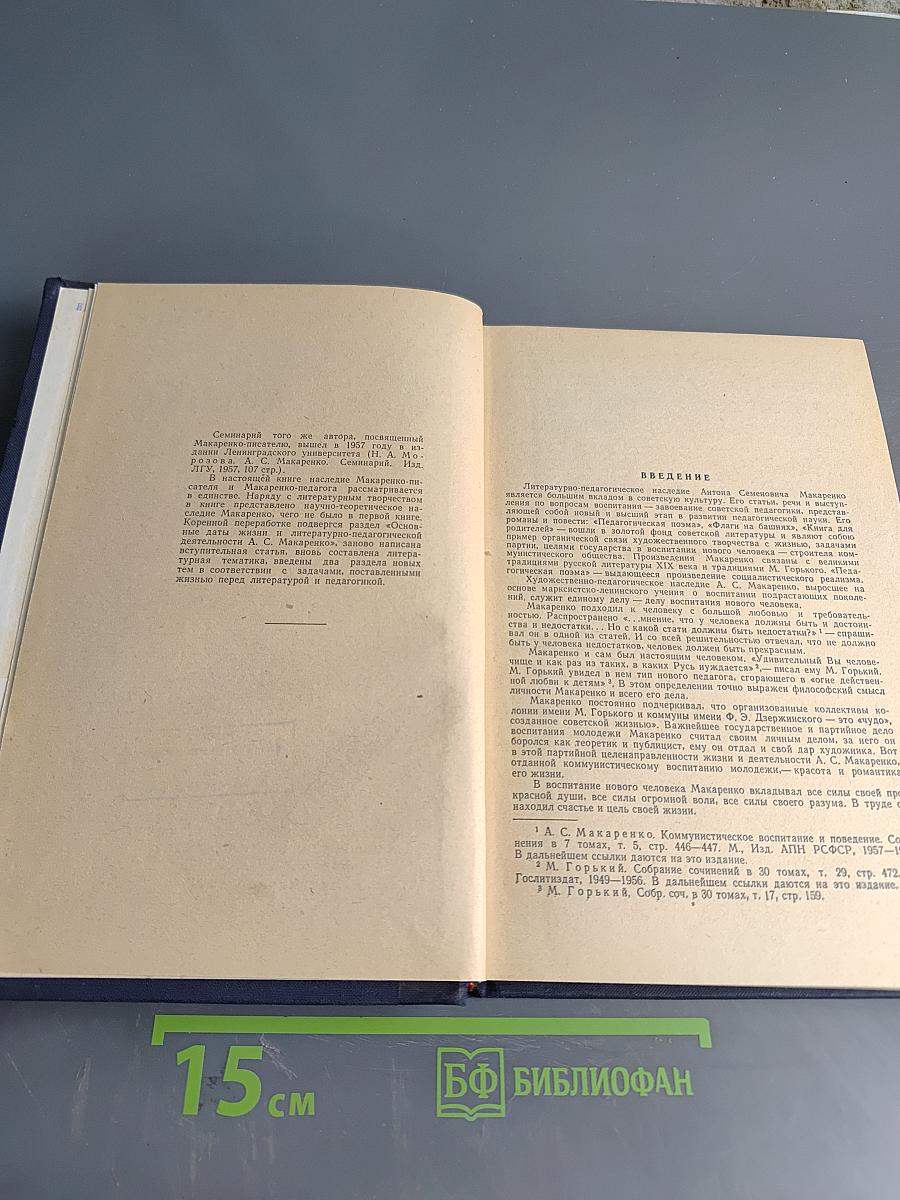 Семинарий того же автора, посвященный
Макаренко-писателю, вышел в 1957 году в из-
дании Ленинградского университета (Н. А. Мо-
розова. А. С. Макаренко. Семинарий. Изд.
ЛГУ, 1957, 107 стр.).
В настоящей книге наследие Макаренко-пи-
сателя и Макаренко-педагога рассматривается
в единстве. Наряду с литературным творчеством
в книге представлено научно-теоретическое на-
следие Макаренко, чего не было в первой книге.
Коренной переработке подвергся раздел «Основ-
ные даты жизни и литературно-педагогической
деятельности А. С. Макаренко», заново написана
вступительная статья, вновь составлена литера-
турная тематика, введены два раздела новых
тем в соответствии с задачами, поставленными
жизнью перед литературой и педагогикой.
ВВЕДЕНИЕ
Литературно-педагогическое наследие Антона Семеновича Макаренко
является большим вкладом в советскую культуру. Его статьи, речи и выступ-
ления по вопросам воспитания — завоевание советской педагогики, представ-
ляющей собой новый и высший этап в развитии педагогической науки. Его
романы и повести: «Педагогическая поэма», «Флаги на башнях», «Книга для
родителей» — вошли в золотой фонд советской литературы и являют собою
пример органической связи художественного творчества с жизнью, задачами
партии, целями государства в воспитании нового человека — строителя ком-
мунистического общества. Произведения Макаренко связаны с великими
традициями русской литературы XIX века и традициями М. Горького. «Педа-
гогическая поэма» — выдающееся произведение социалистического реализма.
Художественно-педагогическое наследие А. С. Макаренко, выросшее на
основе марксистско-ленинского учения о воспитании подрастающих поколе-
ний, служит единому делу — делу воспитания нового человека.
Макаренко подходил к человеку с большой любовью и требователь-
ностью. Распространено «...мнение, что у человека должны быть и достоин-
ства и недостатки... Но с какой стати должны быть недостатки?» ¹ — спраши-
вал он в одной из статей. И со всей решительностью отвечал, что не должно
быть у человека недостатков, человек должен быть прекрасным.
Макаренко и сам был настоящим человеком. «Удивительный Вы челове-
чище и как раз из таких, в каких Русь нуждается» ²,— писал ему М. Горький.
М. Горький увидел в нем тип нового педагога, сгорающего в «огне действен-
ной любви к детям» ³. В этом определении точно выражен философский смысл
личности Макаренко и всего его дела.
Макаренко постоянно подчеркивал, что организованные коллективы ко-
лонии имени М. Горького и коммуны имени Ф. Э. Дзержинского — это «чудо»,
созданное советской жизнью. Важнейшее государственное и партийное дело
воспитания молодежи Макаренко считал своим личным делом, за него он
боролся как теоретик и публицист, ему он отдал и свой дар художника. Вот
в этой партийной целенаправленности жизни и деятельности А. С. Макаренко,
отданной коммунистическому воспитанию молодежи,— красота и романтика
его жизни.
В воспитание нового человека Макаренко вкладывал все силы своей пре
красной души, все силы огромной воли, все силы своего разума. В труде о
находил счастье и цель своей жизни.
¹ А. С. Макаренко. Коммунистическое воспитание и поведение. Со
нения в 7 томах, т. 5, стр. 446—447. М., Изд. АПН РСФСР, 1957—19
В дальнейшем ссылки даются на это издание.
² М. Горький. Собрание сочинений в 30 томах, т. 29, стр. 472.
Гослитиздат, 1949—1956. В дальнейшем ссылки даются на это издание.
³ М. Горький. Собр. соч. в 30 томах, т. 17, стр. 159.
15 см
БФ БИБЛИОФАН